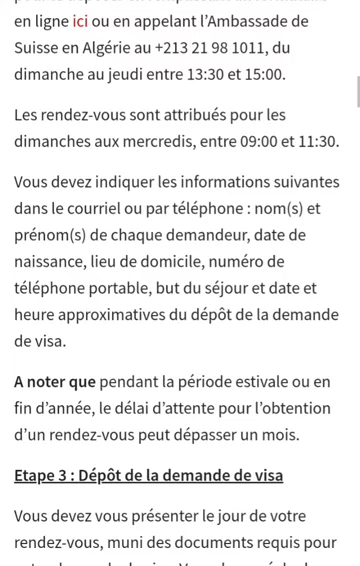 en ligne ici ou en appelant l’Ambassade de
Suisse en Algérie au +213 21 98 1011, du
dimanche au jeudi entre 13:30 et 15:00.
Les rendez-vous sont attribués pour les
dimanches aux mercredis, entre 09:00 et 11:30.
Vous devez indiquer les informations suivantes
dans le courriel ou par téléphone : nom(s) et
prénom(s) de chaque demandeur, date de
naissance, lieu de domicile, numéro de
téléphone portable, but du séjour et date et
heure approximatives du dépôt de la demande
de visa.
A noter que pendant la période estivale ou en
fin d’année, le délai d’attente pour l’obtention
d’un rendez-vous peut dépasser un mois.
Etape 3 : Dépôt de la demande de visa
Vous devez vous présenter le jour de votre
rendez-vous, muni des documents requis pour